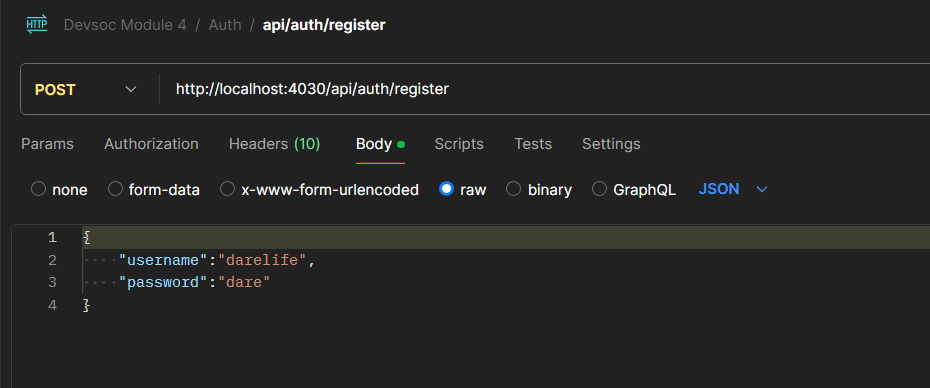 HTTP Devsoc Module 4 / Auth / api/auth/register
POST http://localhost:4030/api/auth/register
Params Authorization Headers (10) Body Scripts Tests Settings
none form-data x-www-form-urlencoded raw binary GraphQL JSON
1 {
2 "username":"darelife",
3 "password":"dare"
4 }